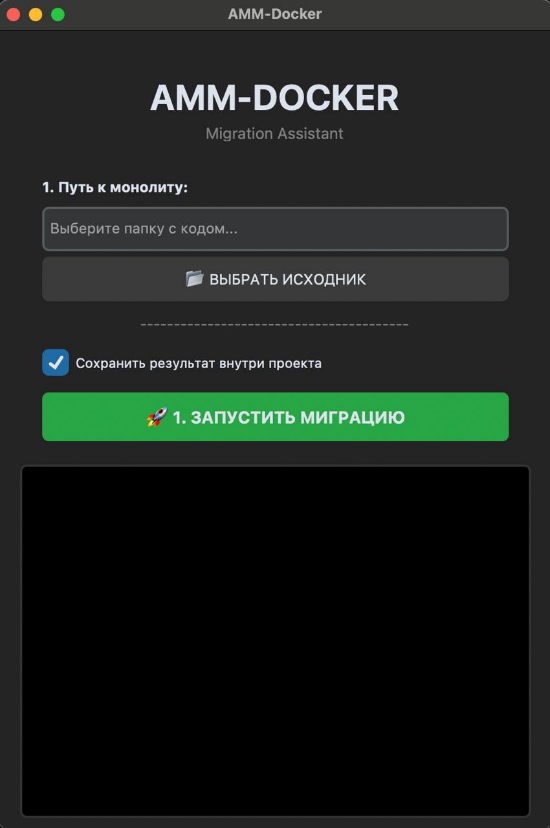 AMM-Docker
AMM-DOCKER
Migration Assistant
1. Путь к монолиту:
Выберите папку с кодом...
📂 ВЫБРАТЬ ИСХОДНИК
----------------------------------------
Сохранить результат внутри проекта
🚀 1. ЗАПУСТИТЬ МИГРАЦИЮ